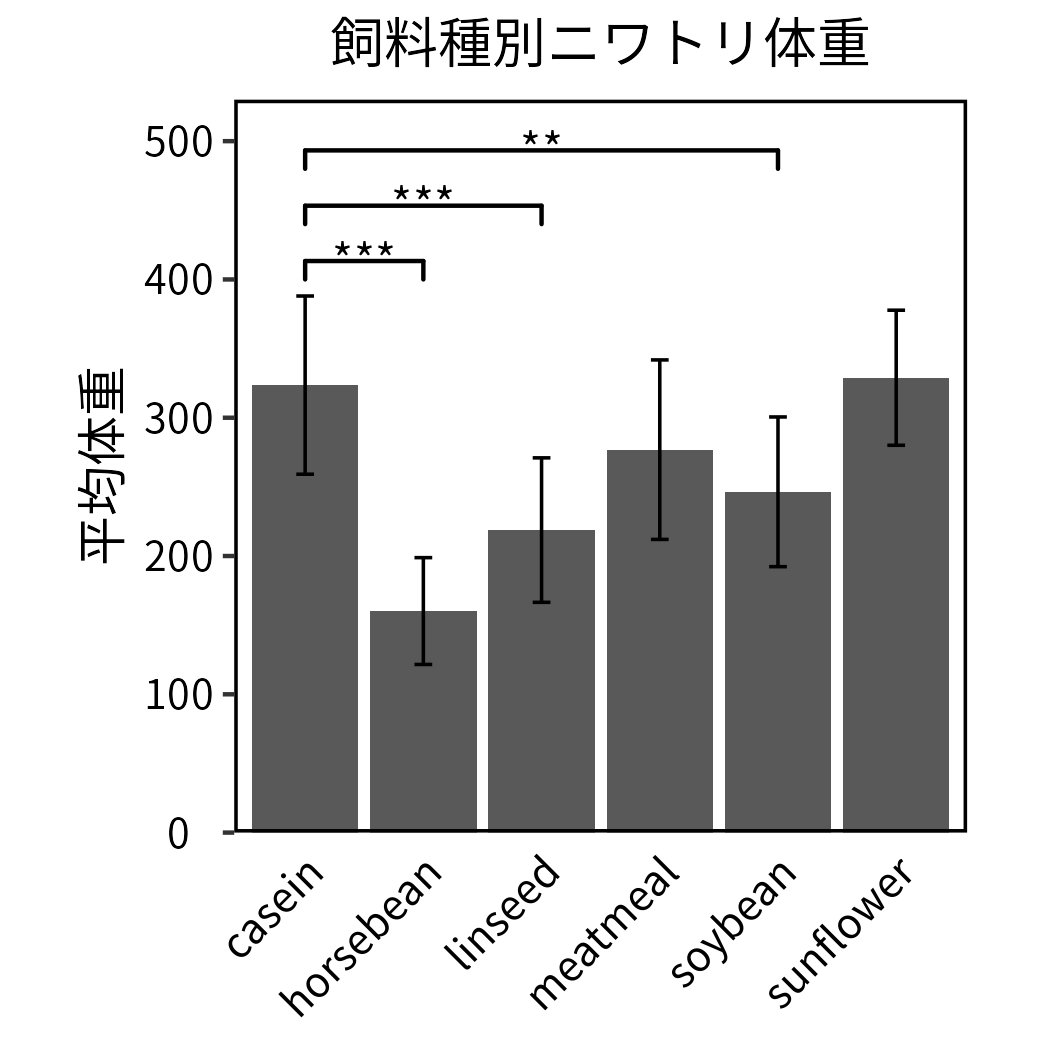 飼料種別ニワトリ体重
平均体重
500
400
300
200
100
0
**
***
***
casein
horsebean
linseed
meatmeal
soybean
sunflower